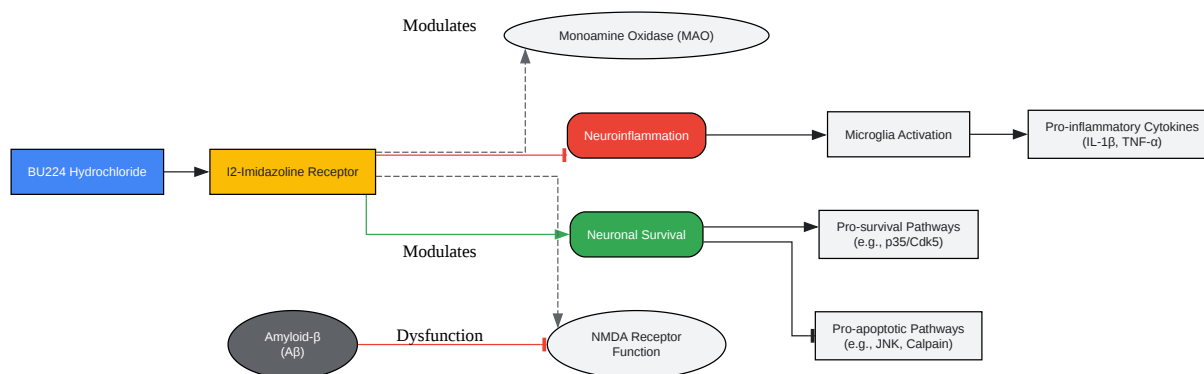 Modulates
Monoamine Oxidase (MAO)
Neuroinflammation
Microglia Activation
Pro-inflammatory Cytokines
(IL-1β, TNF-α)
BU224 Hydrochloride
I2-Imidazoline Receptor
Neuronal Survival
Pro-survival Pathways
(e.g., p35/Cdk5)
Modulates
Amyloid-β
(Aβ)
Dysfunction
NMDA Receptor
Function
Pro-apoptotic Pathways
(e.g., JNK, Calpain)